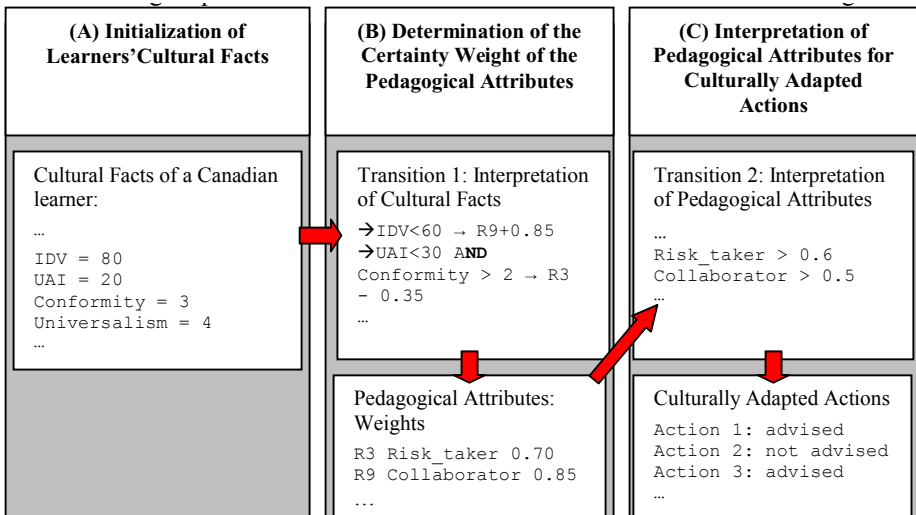 (A) Initialization of
Learners'Cultural Facts
Cultural Facts of a Canadian
learner:
…
IDV = 80
UAI = 20
Conformity = 3
Universalism = 4
…
(B) Determination of the
Certainty Weight of the
Pedagogical Attributes
Transition 1: Interpretation
of Cultural Facts
→IDV<60 → R9+0.85
→UAI<30 AND
Conformity > 2 → R3
- 0.35
…
Pedagogical Attributes:
Weights
R3 Risk_taker 0.70
R9 Collaborator 0.85
...
(C) Interpretation of
Pedagogical Attributes for
Culturally Adapted
Actions
Transition 2: Interpretation
of Pedagogical Attributes
…
Risk_taker > 0.6
Collaborator > 0.5
…
Culturally Adapted Actions
Action 1: advised
Action 2: not advised
Action 3: advised
…